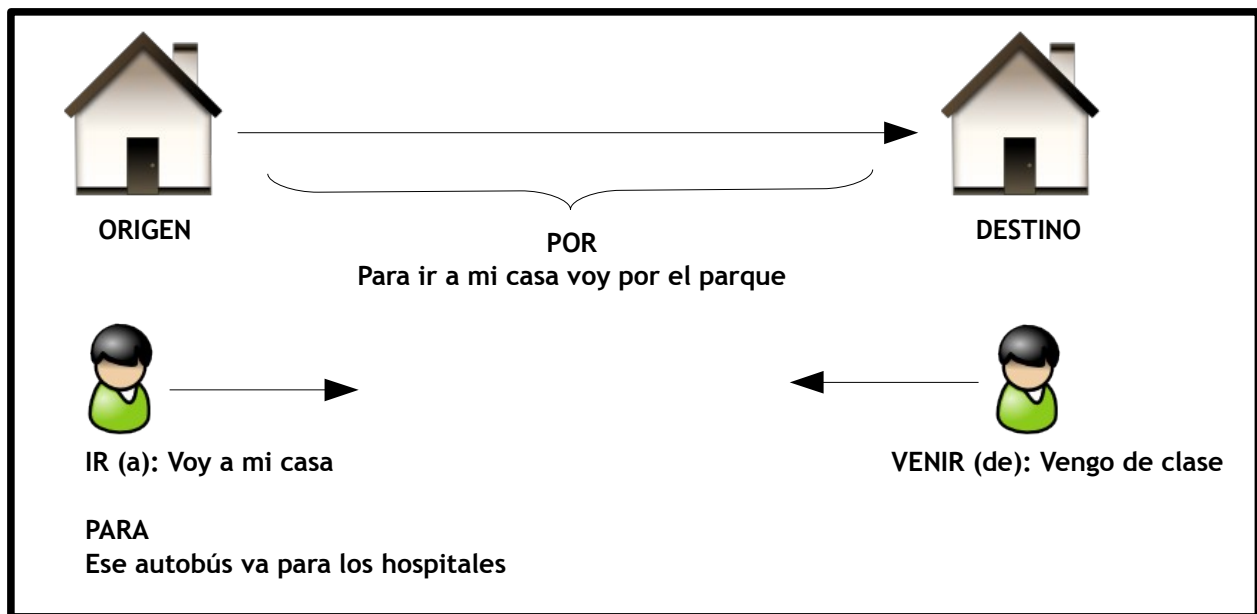 ORIGEN
DESTINO
POR
Para ir a mi casa voy por el parque
IR (a): Voy a mi casa
VENIR (de): Vengo de clase
PARA
Ese autobús va para los hospitales